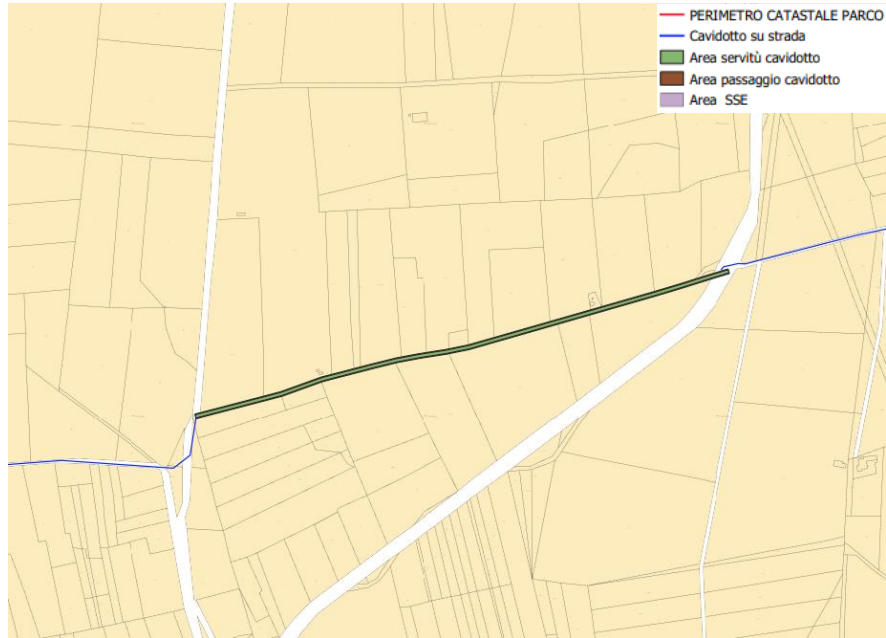 PERIMETRO CATASTALE PARCO
Cavidotto su strada
Area servitù cavidotto
Area passaggio cavidotto
Area SSE